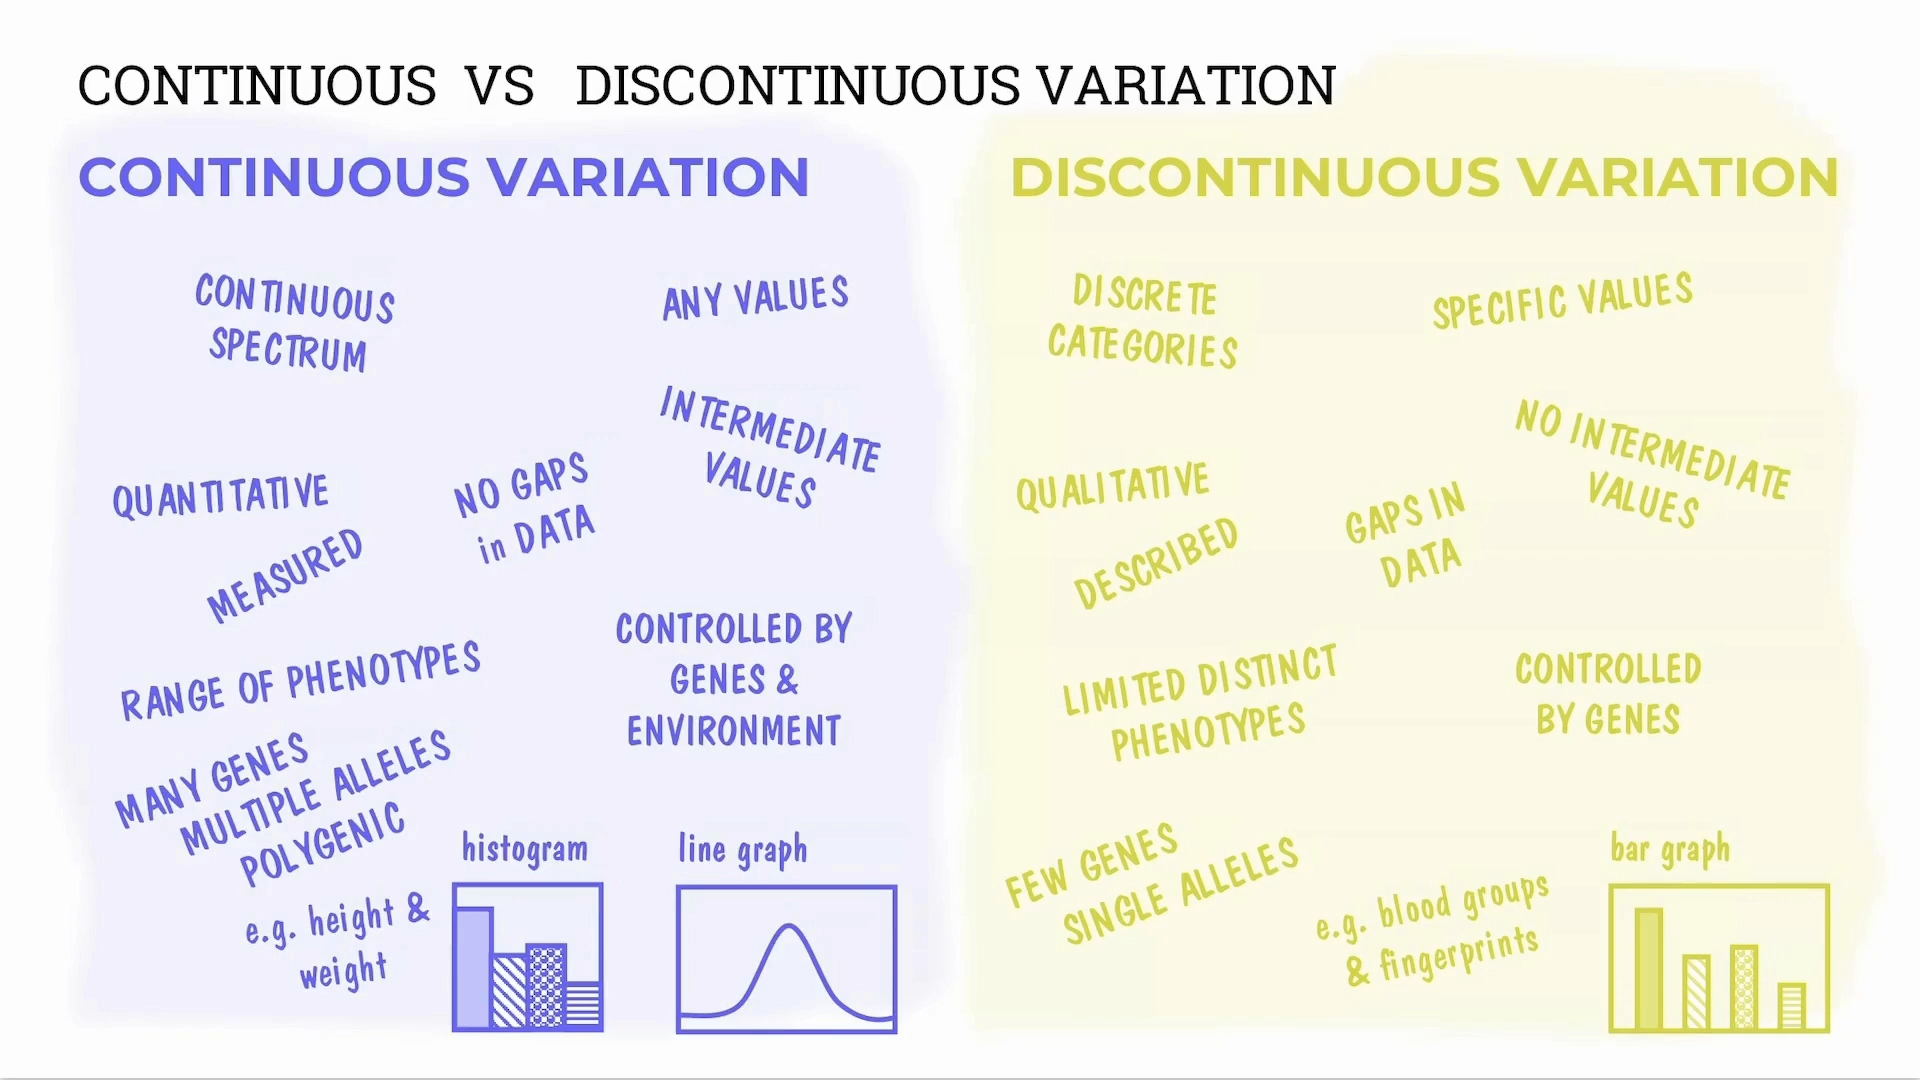 CONTINUOUS VS DISCONTINUOUS VARIATION
CONTINUOUS VARIATION
CONTINUOUS
SPECTRUM
ANY VALUES
INTERMEDIATE
VALUES
QUANTITATIVE
MEASURED
NO GAPS
in DATA
RANGE OF PHENOTYPES
CONTROLLED BY
GENES &
ENVIRONMENT
MANY GENES
MULTIPLE ALLELES
POLYGENIC
e.g. height &
weight
histogram
line graph
DISCONTINUOUS VARIATION
DISCRETE
CATEGORIES
SPECIFIC VALUES
NO INTERMEDIATE
VALUES
QUALITATIVE
DESCRIBED
GAPS IN
DATA
LIMITED DISTINCT
PHENOTYPES
CONTROLLED
BY GENES
FEW GENES
SINGLE ALLELES
e.g. blood groups
& fingerprints
bar graph